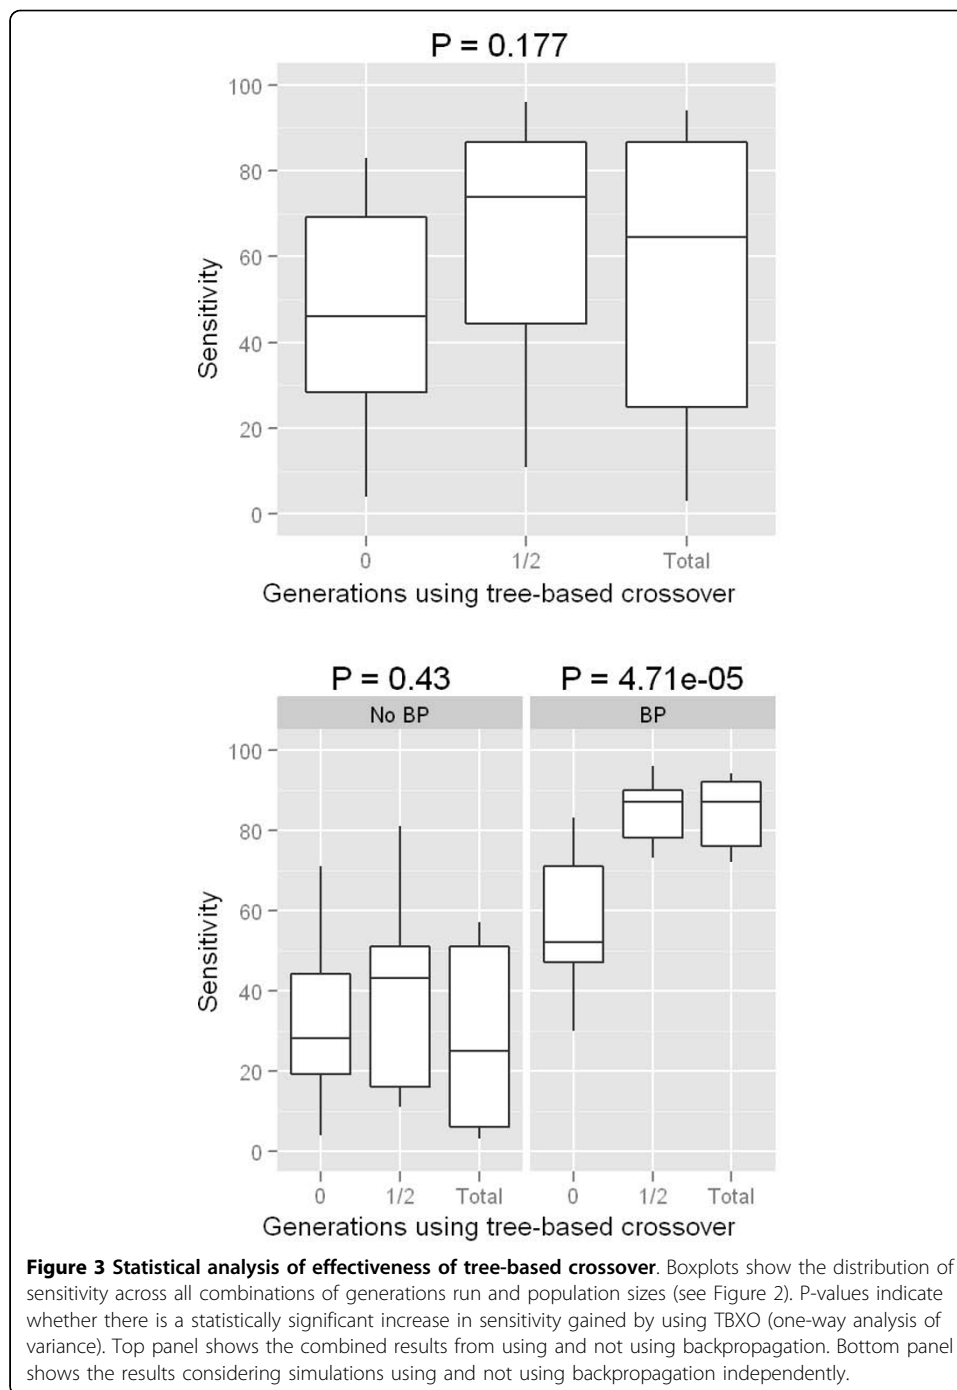 P = 0.177
100
80
60
40
20
0
Sensitivity
0 1/2 Total
Generations using tree-based crossover
P = 0.43 P = 4.71e-05
No BP BP
100
80
60
40
20
0
Sensitivity
0 1/2 Total 0 1/2 Total
Generations using tree-based crossover
Figure 3 Statistical analysis of effectiveness of tree-based crossover. Boxplots show the distribution of
sensitivity across all combinations of generations run and population sizes (see Figure 2). P-values indicate
whether there is a statistically significant increase in sensitivity gained by using TBXO (one-way analysis of
variance). Top panel shows the combined results from using and not using backpropagation. Bottom panel
shows the results considering simulations using and not using backpropagation independently.